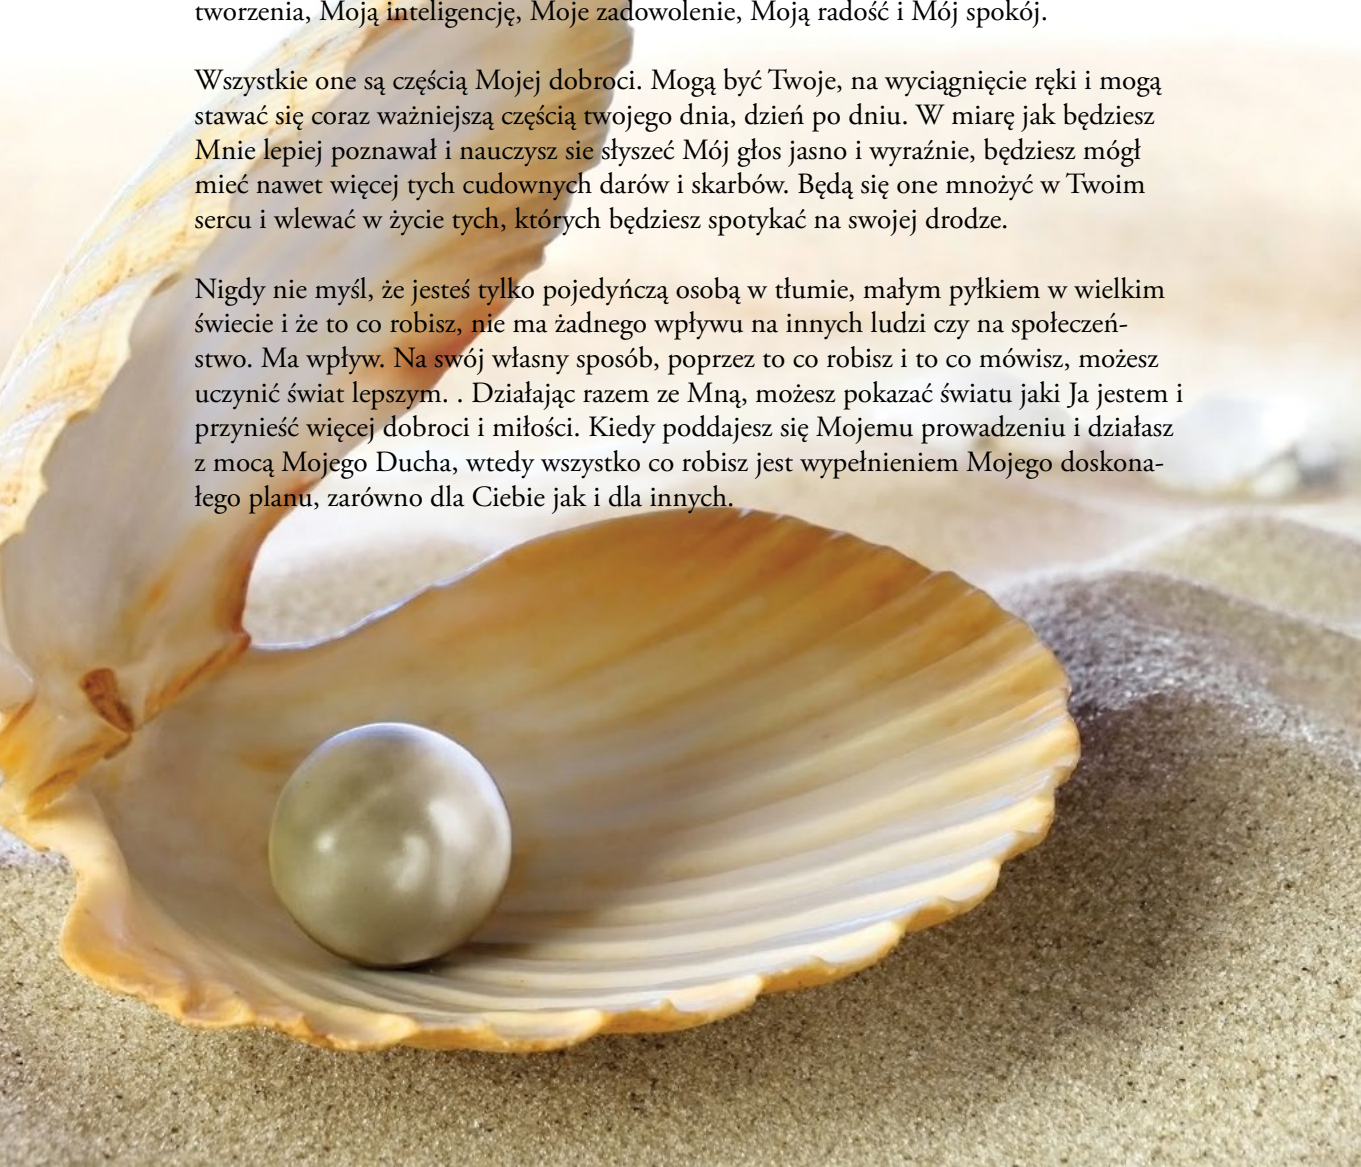 tworzenia, Moją inteligencję, Moje zadowolenie, Moją radość i Mój spokój.
Wszystkie one są częścią Mojej dobroci. Mogą być Twoje, na wyciągnięcie ręki i mogą
stawać się coraz ważniejszą częścią twojego dnia, dzień po dniu. W miarę jak będziesz
Mnie lepiej poznawał i nauczysz sie słyszeć Mój głos jasno i wyraźnie, będziesz mógł
mieć nawet więcej tych cudownych darów i skarbów. Będą się one mnożyć w Twoim
sercu i wlewać w życie tych, których będziesz spotykać na swojej drodze.
Nigdy nie myśl, że jesteś tylko pojedyńczą osobą w tłumie, małym pyłkiem w wielkim
świecie i że to co robisz, nie ma żadnego wpływu na innych ludzi czy na społeczeń-
stwo. Ma wpływ. Na swój własny sposób, poprzez to co robisz i to co mówisz, możesz
uczynić świat lepszym. . Działając razem ze Mną, możesz pokazać światu jaki Ja jestem i
przynieść więcej dobroci i miłości. Kiedy poddajesz się Mojemu prowadzeniu i działasz
z mocą Mojego Ducha, wtedy wszystko co robisz jest wypełnieniem Mojego doskona-
łego planu, zarówno dla Ciebie jak i dla innych.